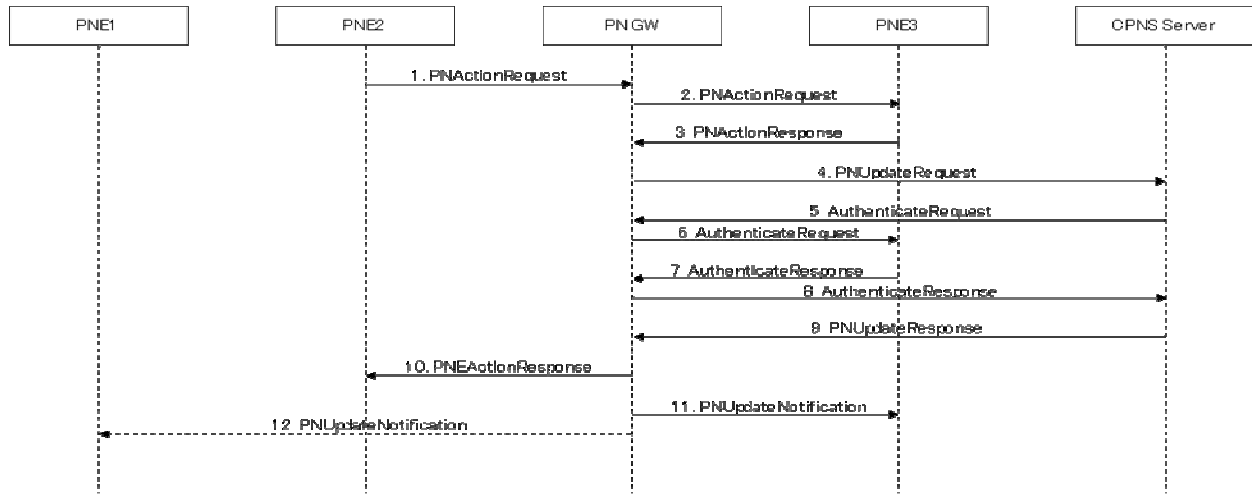 PNE1 PNE2 PN GW PNE3 CPNS Server
1. PNActionRequest
2. PNActionRequest
3 PNActionResponse
4. PNUpdateRequest
5 AuthenticateRequest
6 AuthenticateRequest
7 AuthenticateResponse
8 AuthenticateResponse
9 PNUpdateResponse
10. PNEActionResponse
11. PNUpdateNotification
12 PNUpdateNotification